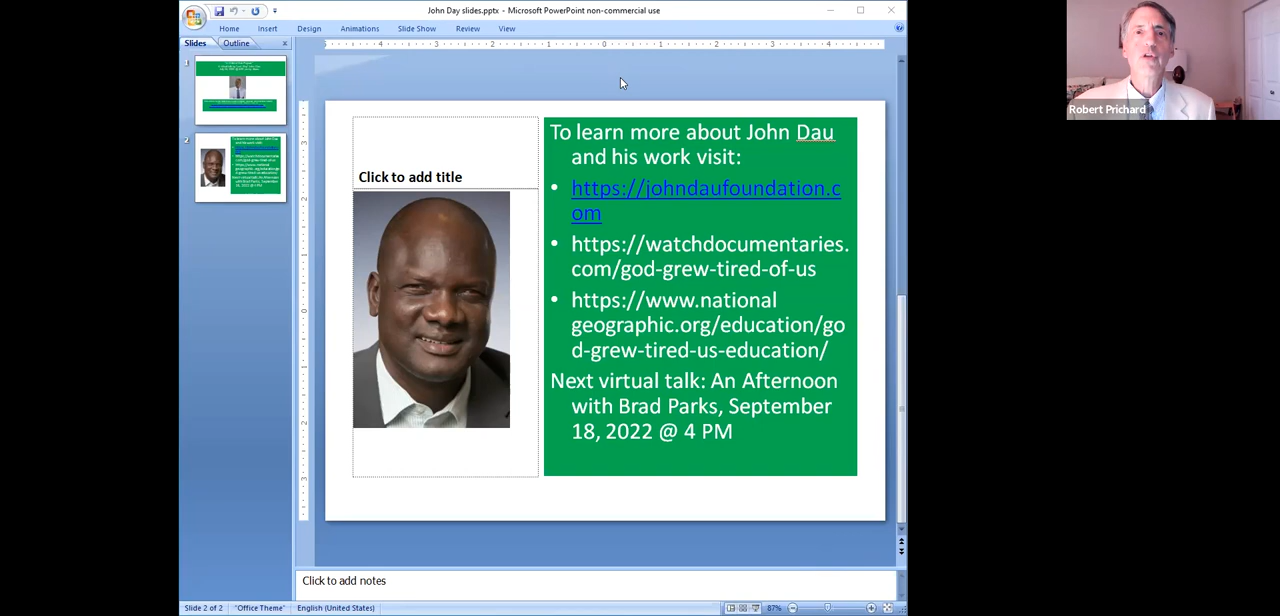 John Day slides.pptx - Microsoft PowerPoint non-commercial use
Home Insert Design Animations Slide Show Review View
Slides Outline
Robert Prichard
1
2
Click to add title
To learn more about John Dau
and his work visit:
• https://johndaufoundation.c
om
• https://watchdocumentaries.
com/god-grew-tired-of-us
• https://www.national
geographic.org/education/go
d-grew-tired-us-education/
Next virtual talk: An Afternoon
with Brad Parks, September
18, 2022 @ 4 PM
Click to add notes
Slide 2 of 2 "Office Theme" English (United States) 87%